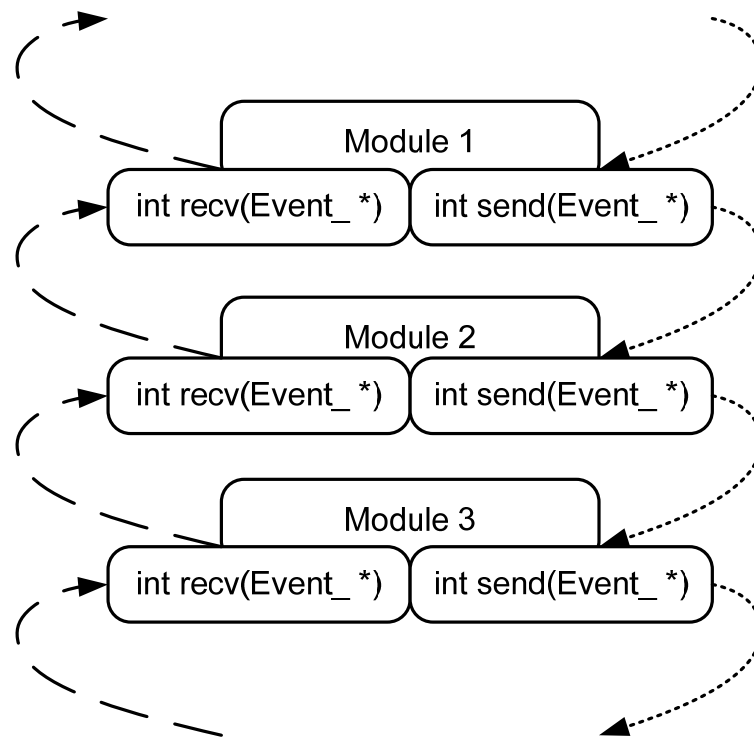 Module 1
int recv(Event_ *) int send(Event_ *)
Module 2
int recv(Event_ *) int send(Event_ *)
Module 3
int recv(Event_ *) int send(Event_ *)